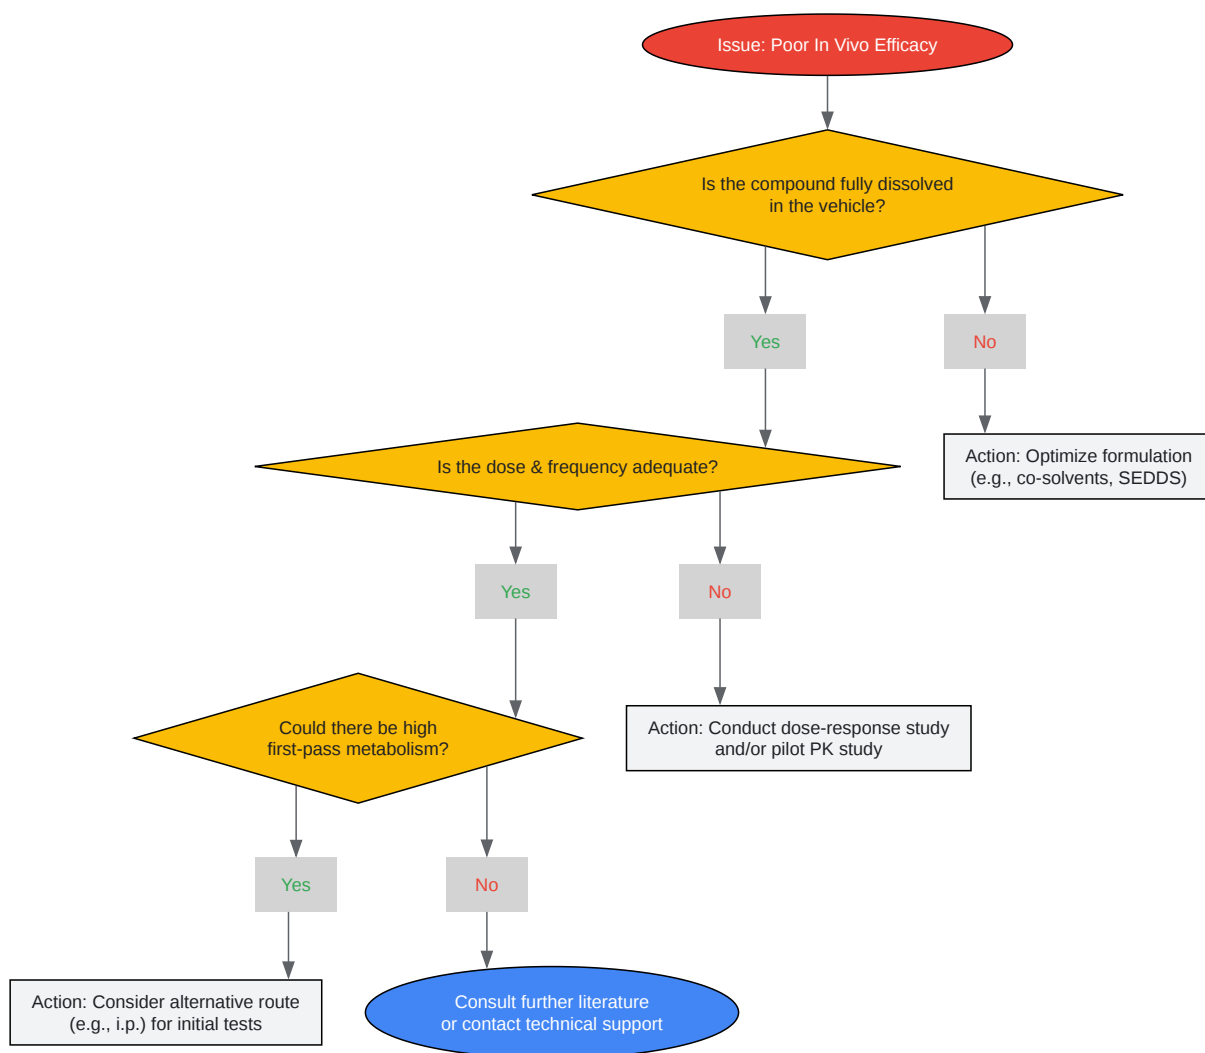 Issue: Poor In Vivo Efficacy
Is the compound fully dissolved
in the vehicle?
Yes
No
Is the dose & frequency adequate?
Action: Optimize formulation
(e.g., co-solvents, SEDDS)
Yes
No
Could there be high
first-pass metabolism?
Action: Conduct dose-response study
and/or pilot PK study
Yes
No
Action: Consider alternative route
(e.g., i.p.) for initial tests
Consult further literature
or contact technical support